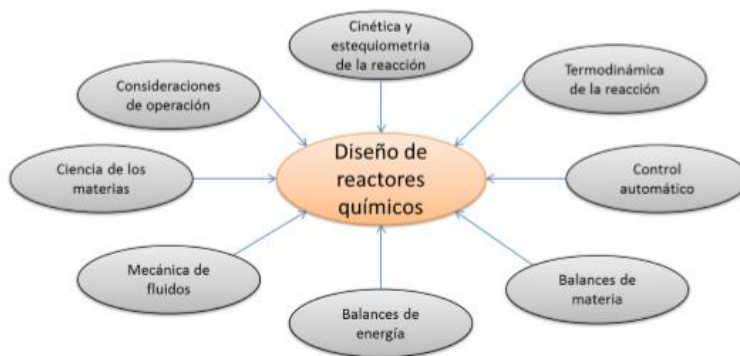 Cinética y
estequiometria
de la reacción
Consideraciones
de operación
Termodinámica
de la reacción
Ciencia de los
materias
Diseño de
reactores
químicos
Control
automático
Mecánica de
fluidos
Balances de
energía
Balances de
materia